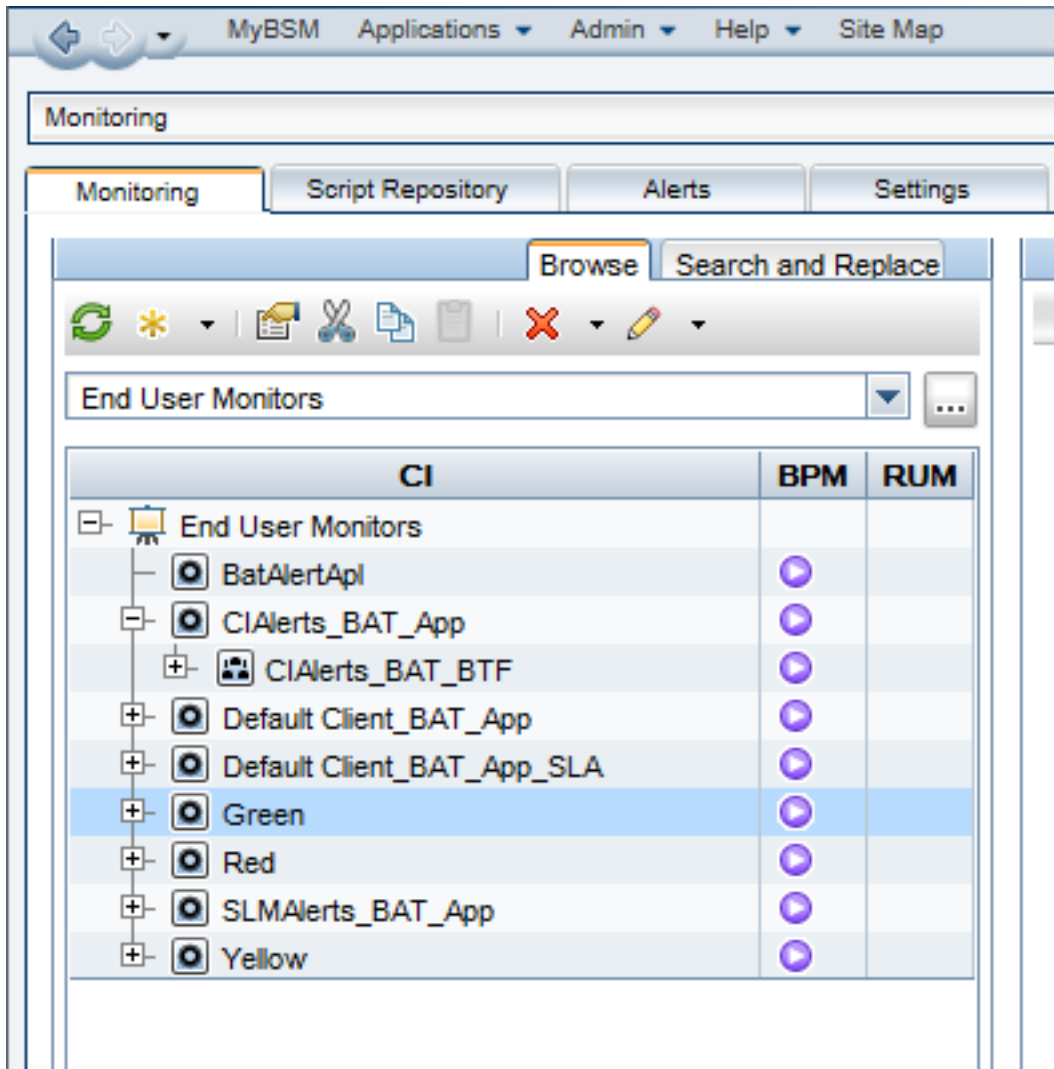 MyBSM Applications Admin Help Site Map
Monitoring
Monitoring Script Repository Alerts Settings
Browse Search and Replace
End User Monitors ...
CI BPM RUM
End User Monitors
BatAlertApl
CIAlerts_BAT_App
CIAlerts_BAT_BTF
Default Client_BAT_App
Default Client_BAT_App_SLA
Green
Red
SLMAlerts_BAT_App
Yellow